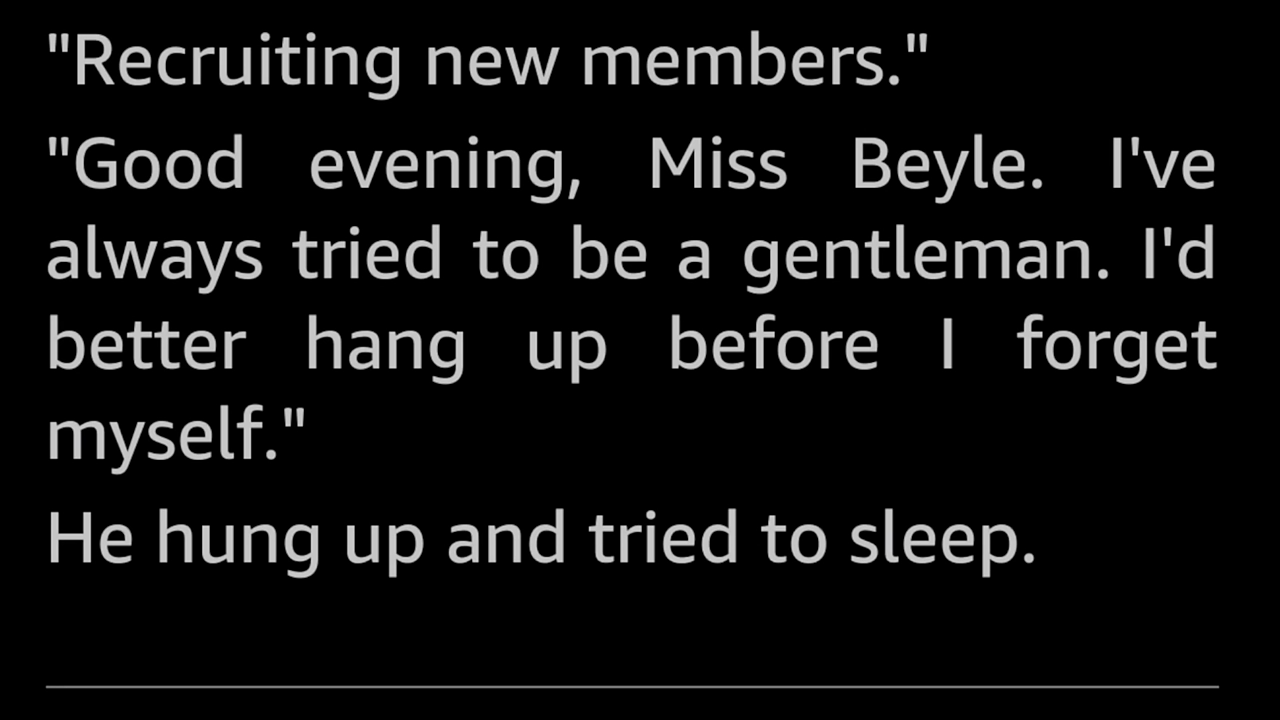 "Recruiting new members."
"Good evening, Miss Beyle. I've
always tried to be a gentleman. I'd
better hang up before I forget
myself."
He hung up and tried to sleep.